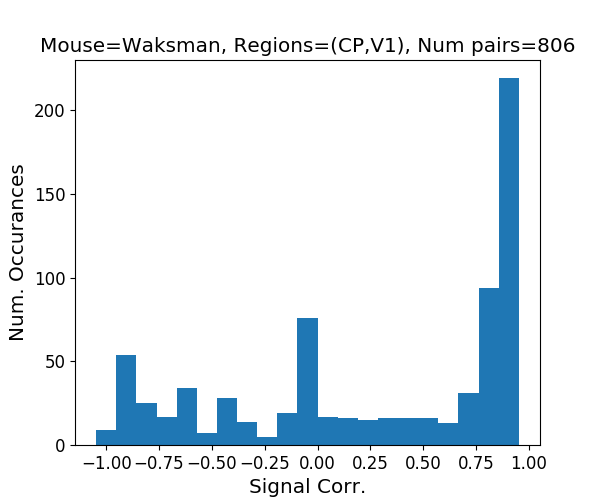 Mouse=Waksman, Regions=(CP,V1), Num pairs=806
200
150
100
50
0
Num. Occurances
−1.00 −0.75 −0.50 −0.25 0.00 0.25 0.50 0.75 1.00
Signal Corr.